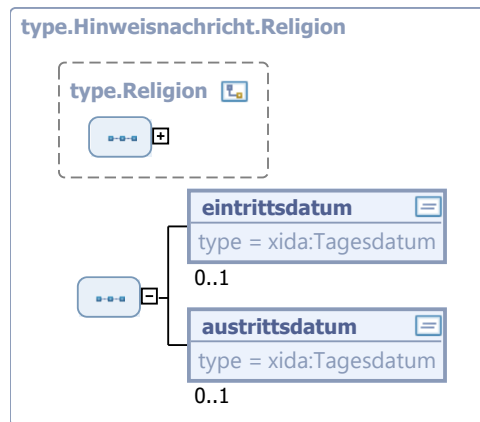 type.Hinweisnachricht.Religion
type.Religion
eintrittsdatum
type = xida:Tagesdatum
0..1
austrittsdatum
type = xida:Tagesdatum
0..1